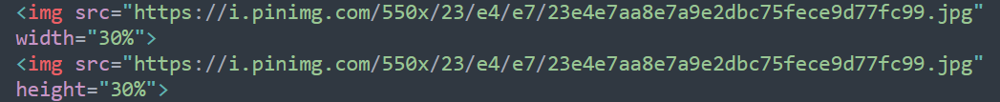 <img src="https://i.pinimg.com/550x/23/e4/e7/23e4e7aa8e7a9e2dbc75fece9d77fc99.jpg"
width="30%">
<img src="https://i.pinimg.com/550x/23/e4/e7/23e4e7aa8e7a9e2dbc75fece9d77fc99.jpg"
height="30%">